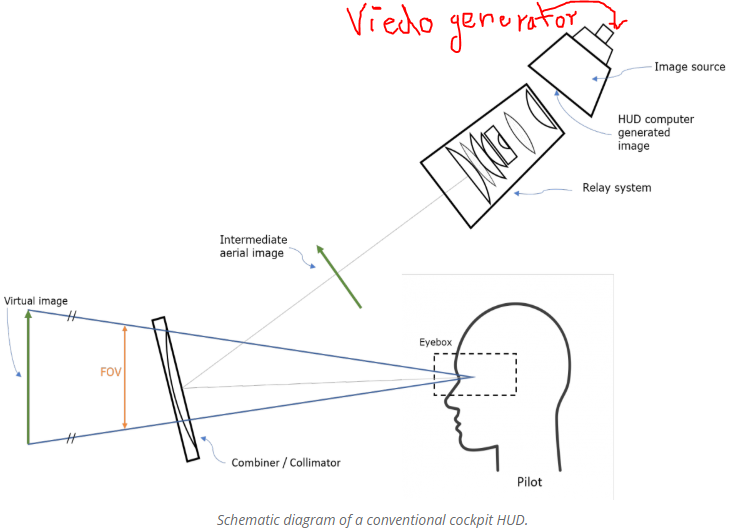 Viedo generator
Image source
HUD computer
generated
image
Relay system
Intermediate
aerial image
Virtual image
Eyebox
FOV
Combiner / Collimator
Pilot
Schematic diagram of a conventional cockpit HUD.